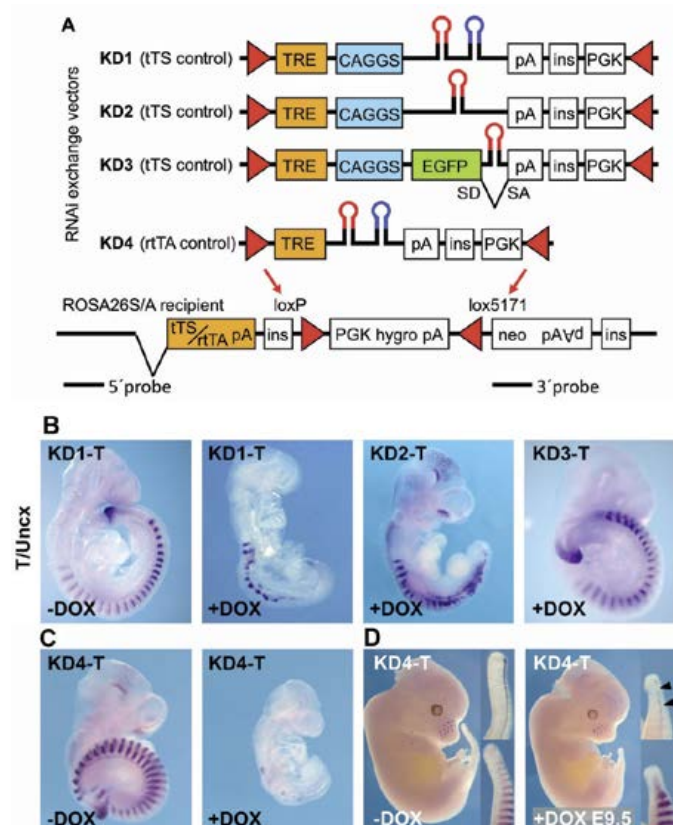 A
RNAi exchange vectors
KD1 (tTS control) TRE CAGGS pA ins PGK
KD2 (tTS control) TRE CAGGS pA ins PGK
KD3 (tTS control) TRE CAGGS EGFP pA ins PGK
SD SA
KD4 (rtTA control) TRE pA ins PGK
ROSA26S/A recipient loxP lox5171
tTS/rtTA pA ins PGK hygro pA neo pA pA ins
5´probe 3´probe
B
T/Uncx
KD1-T KD1-T KD2-T KD3-T
-DOX +DOX +DOX +DOX
C D
KD4-T KD4-T KD4-T KD4-T
-DOX +DOX -DOX +DOX E9.5